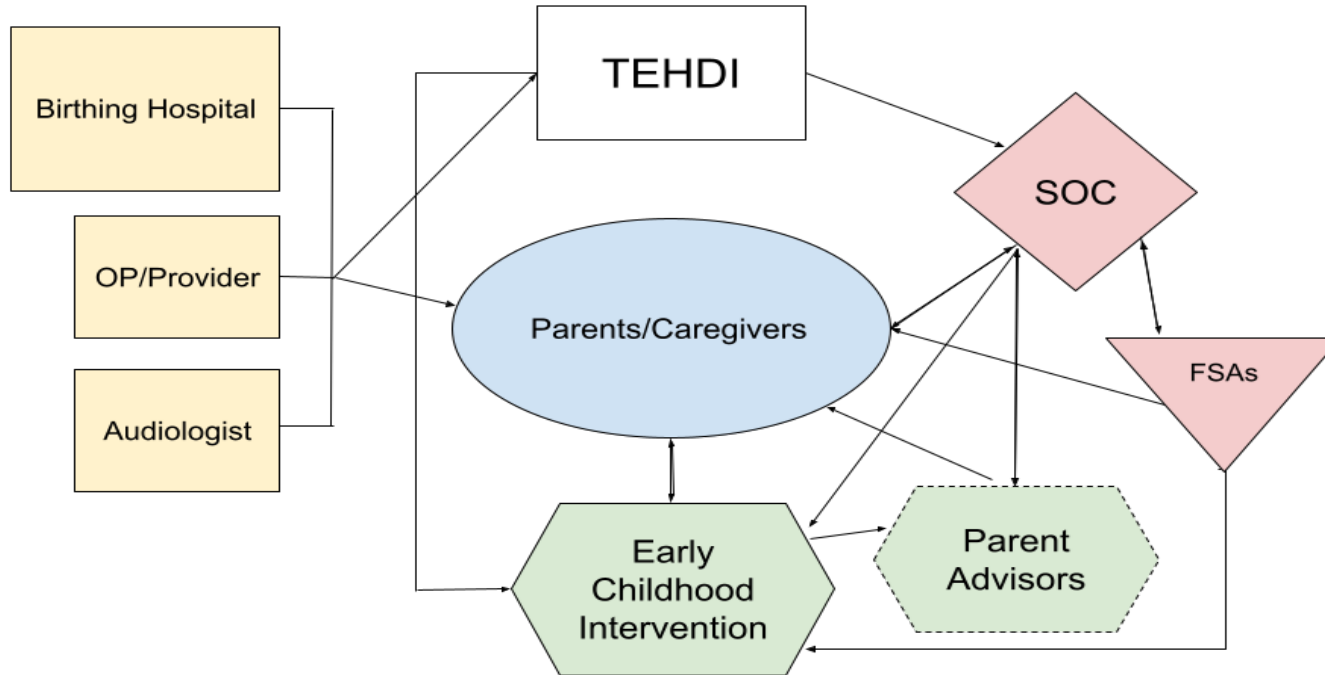 TEHDI
Birthing Hospital
SOC
OP/Provider
Parents/Caregivers
FSAs
Audiologist
Early
Childhood
Intervention
Parent
Advisors